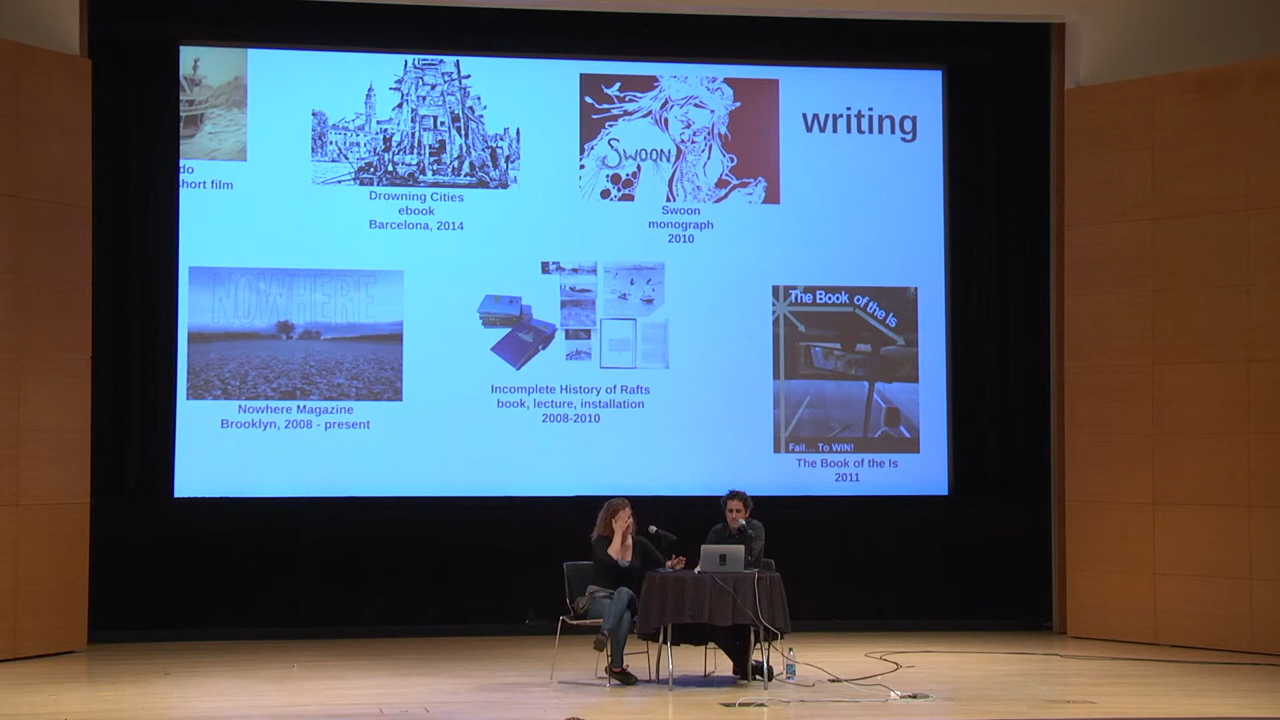 writing
do
short film
Drowning Cities
ebook
Barcelona, 2014
SWOON
Swoon
monograph
2010
NOWHERE
Nowhere Magazine
Brooklyn, 2008 - present
Incomplete History of Rafts
book, lecture, installation
2008-2010
The Book of the Is
Fail... To WIN!
The Book of the Is
2011